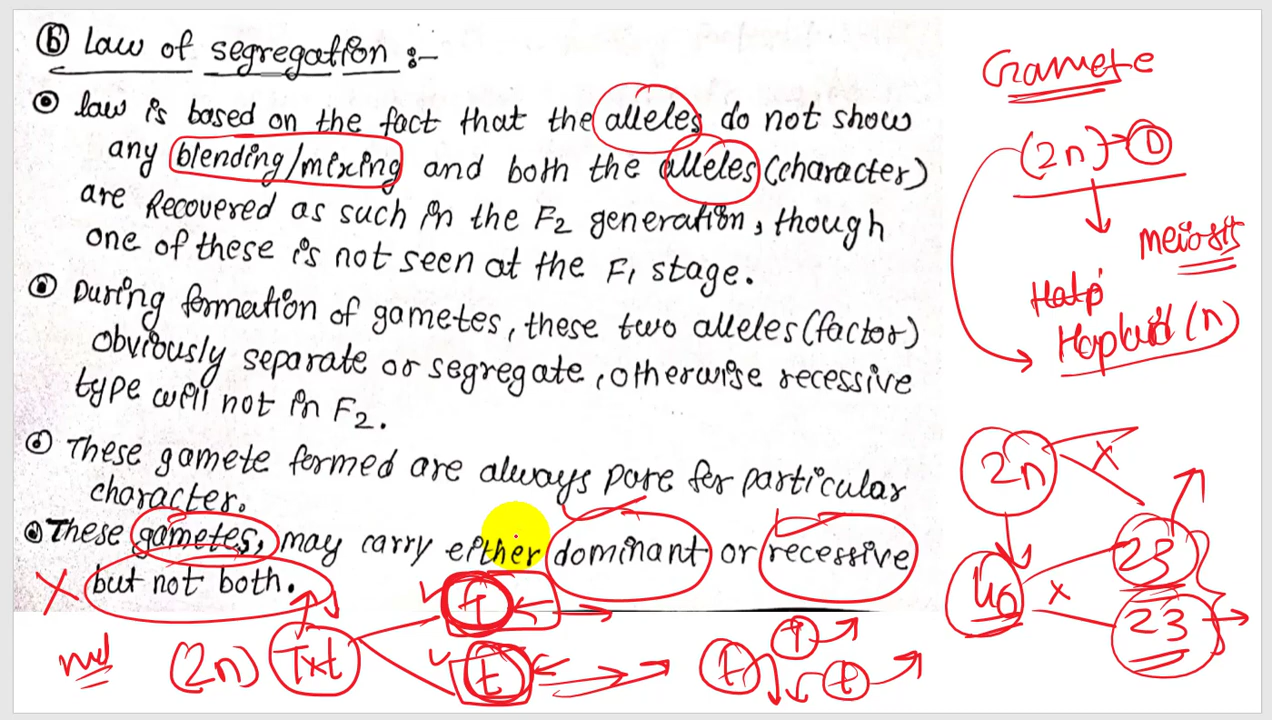 (b) Law of segregation :-
law is based on the fact that the alleles do not show
any blending/mixing and both the alleles (character)
are Recovered as such in the F2 generation, though
one of these is not seen at the F1 stage.
During formation of gametes, these two alleles (factor)
obviously separate or segregate, otherwise recessive
type will not in F2.
These gamete formed are always pure for particular
character.
These gametes, may carry either dominant or recessive
but not both.
(2n) Txt
T
t
t
T
t
Gamete
(2n) →
meiosis
Halp
Haploid (n)
2n
X
46
X
23
23